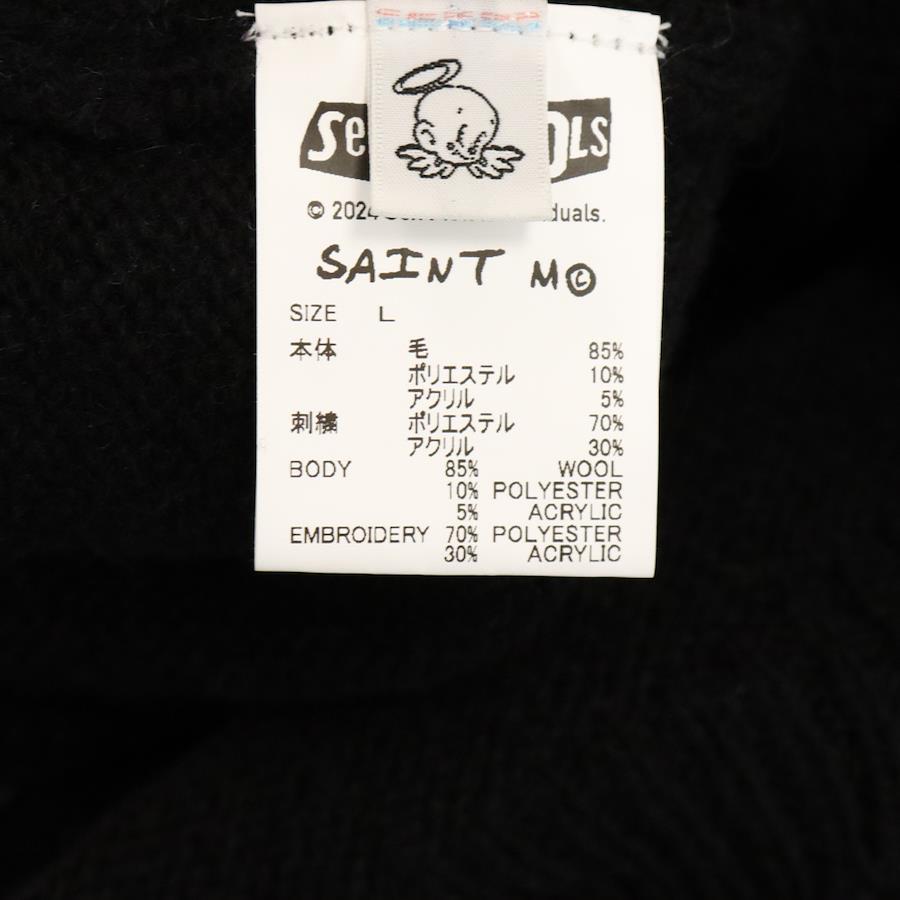 Se OLS
© 2024 duals.
SAINT M©
SIZE L
本体 毛 85%
ポリエステル 10%
アクリル 5%
刺繍 ポリエステル 70%
アクリル 30%
BODY 85% WOOL
10% POLYESTER
5% ACRYLIC
EMBROIDERY 70% POLYESTER
30% ACRYLIC